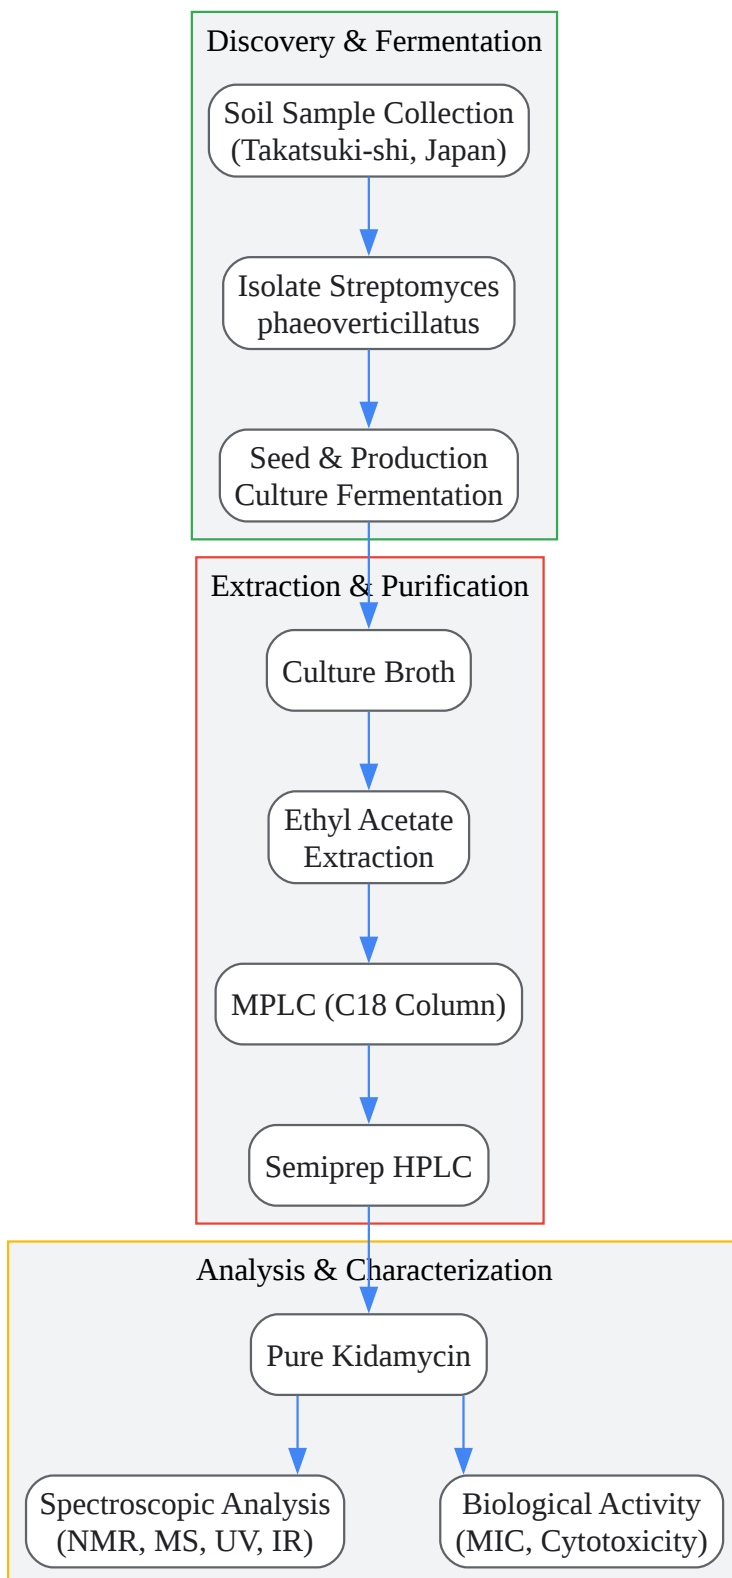 Discovery & Fermentation
Soil Sample Collection
(Takatsuki-shi, Japan)
Isolate Streptomyces
phaeoverticillatus
Seed & Production
Culture Fermentation
Extraction & Purification
Culture Broth
Ethyl Acetate
Extraction
MPLC (C18 Column)
Semiprep HPLC
Analysis & Characterization
Pure Kidamycin
Spectroscopic Analysis
(NMR, MS, UV, IR)
Biological Activity
(MIC, Cytotoxicity)